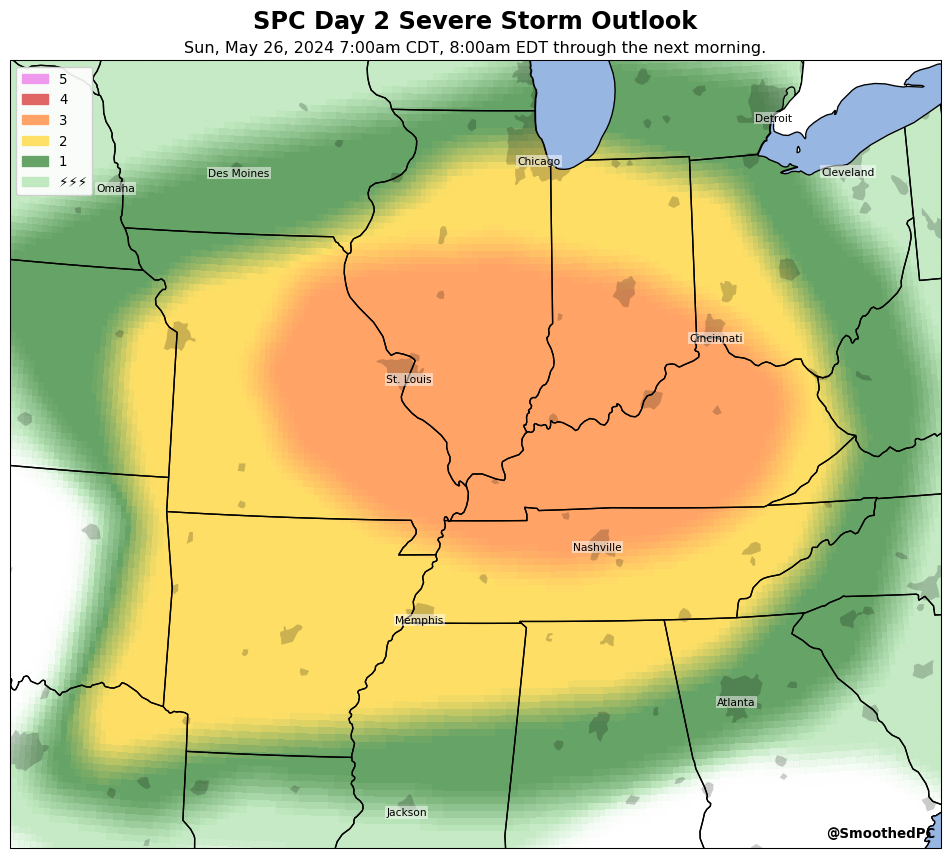 SPC Day 2 Severe Storm Outlook
Sun, May 26, 2024 7:00am CDT, 8:00am EDT through the next morning.
5
4
3
2
1
⚡⚡⚡
Detroit
Chicago
Cleveland
Des Moines
Omaha
Cincinnati
St. Louis
Nashville
Memphis
Atlanta
Jackson
@SmoothedPC